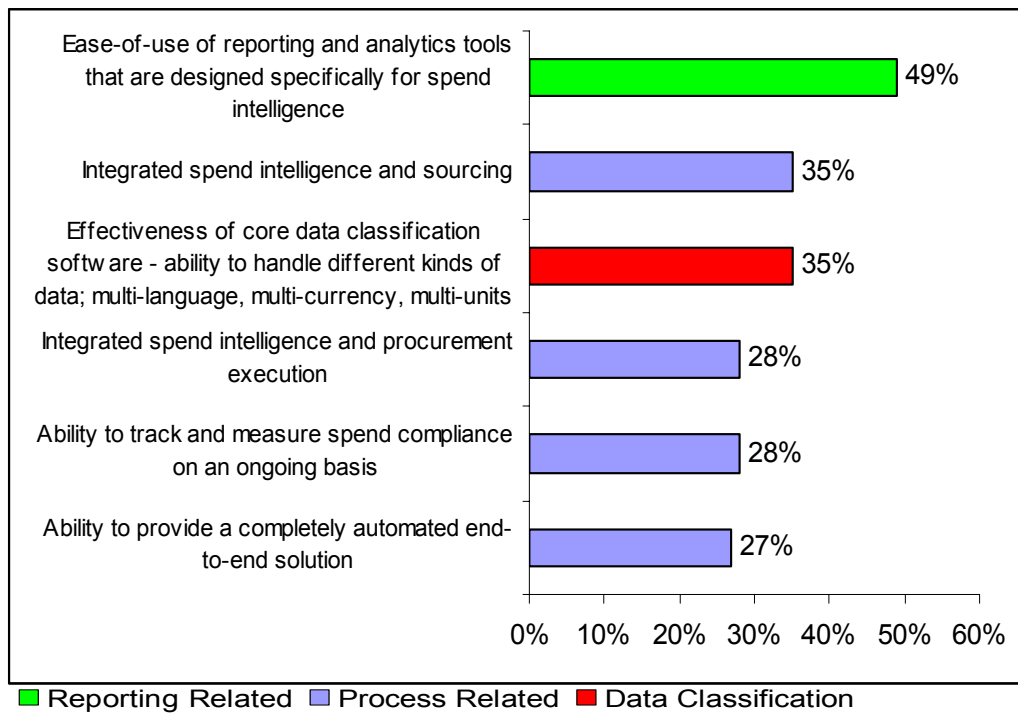 Ease-of-use of reporting and analytics tools
that are designed specifically for spend
intelligence
49%
Integrated spend intelligence and sourcing
35%
Effectiveness of core data classification
software - ability to handle different kinds of
data; multi-language, multi-currency, multi-units
35%
Integrated spend intelligence and procurement
execution
28%
Ability to track and measure spend compliance
on an ongoing basis
28%
Ability to provide a completely automated end-
to-end solution
27%
0% 10% 20% 30% 40% 50% 60%
Reporting Related Process Related Data Classification